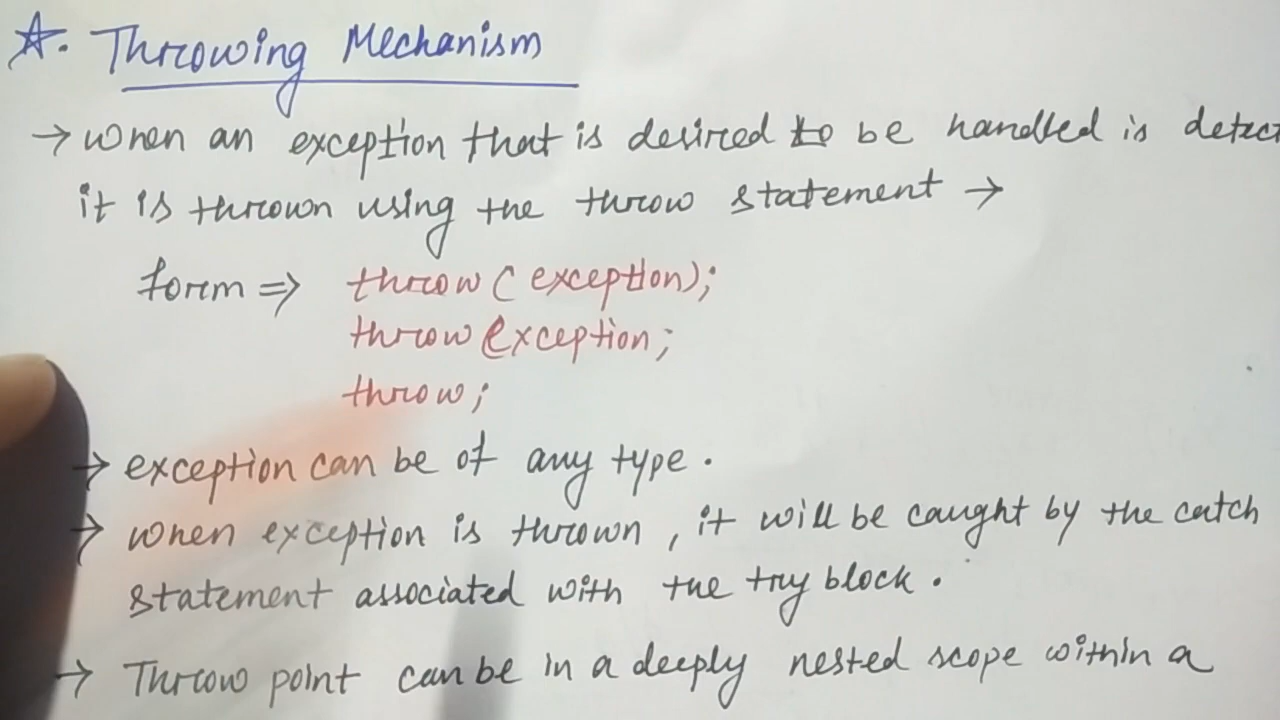 ☆. Throwing Mechanism
→ when an exception that is desired to be handled is detec
it is thrown using the throw statement →
form ⇒ throw ( exception);
throw exception;
throw;
→ exception can be of any type.
→ when exception is thrown, it will be caught by the catch
statement associated with the try block.
→ Throw point can be in a deeply nested scope within a